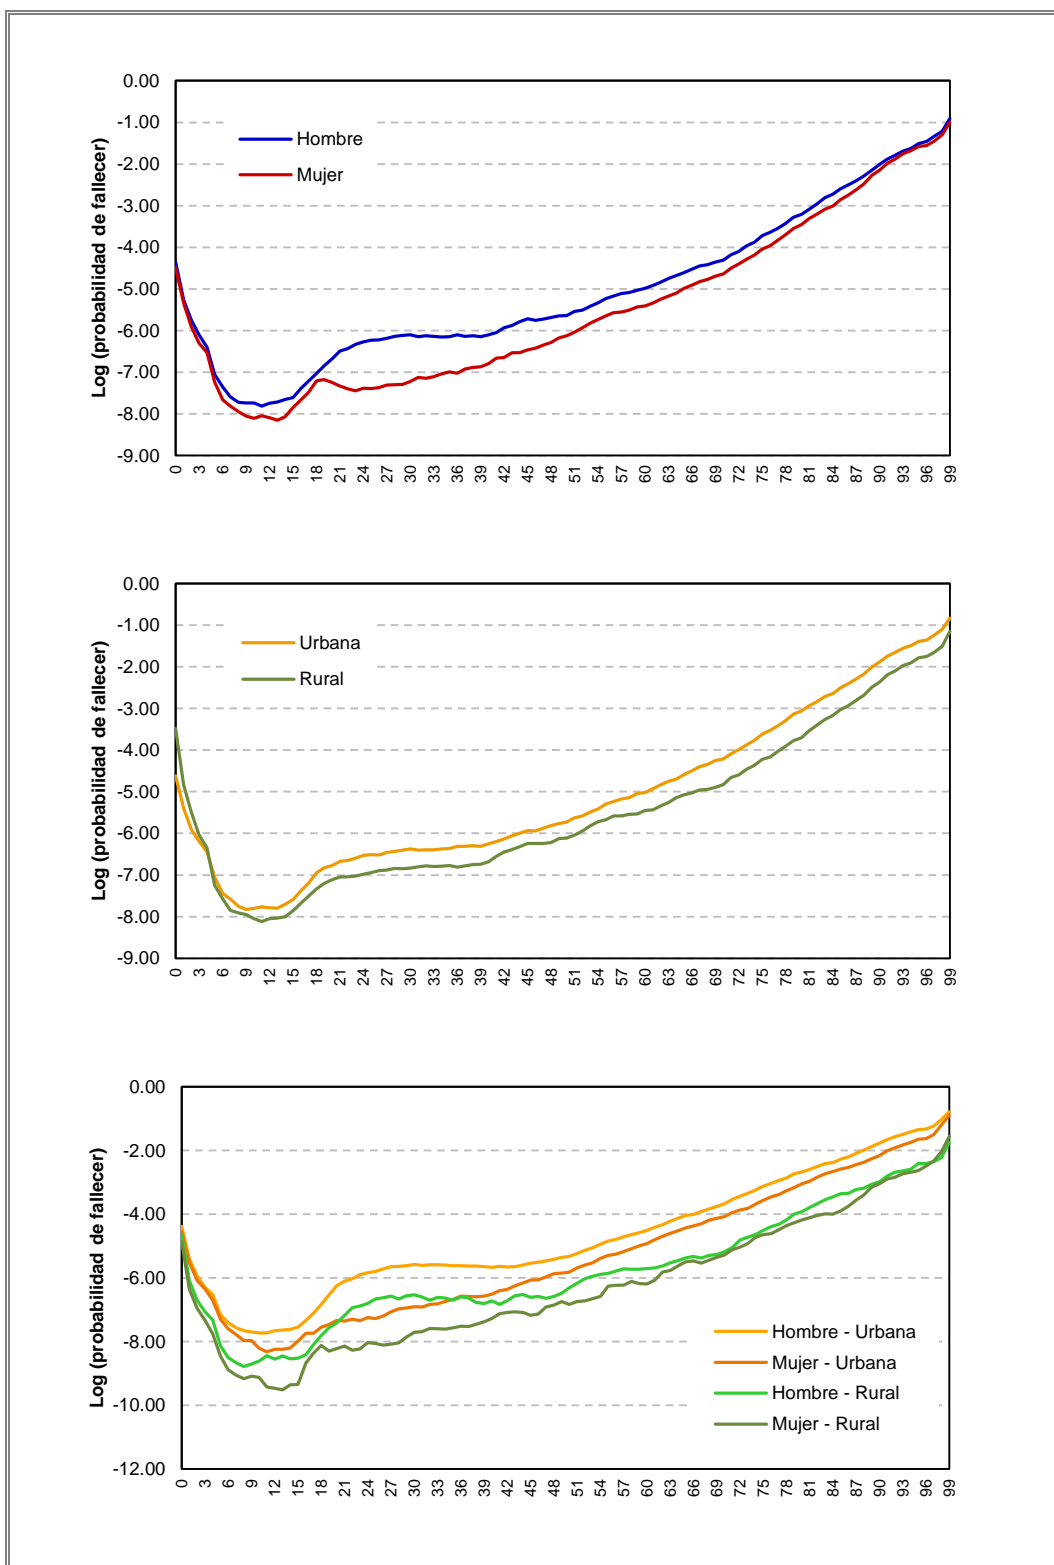 0.00
-1.00
-2.00
-3.00
-4.00
-5.00
-6.00
-7.00
-8.00
-9.00
Log (probabilidad de fallecer)
Hombre
Mujer
0 3 6 9 12 15 18 21 24 27 30 33 36 39 42 45 48 51 54 57 60 63 66 69 72 75 78 81 84 87 90 93 96 99
0.00
-1.00
-2.00
-3.00
-4.00
-5.00
-6.00
-7.00
-8.00
-9.00
Log (probabilidad de fallecer)
Urbana
Rural
0 3 6 9 12 15 18 21 24 27 30 33 36 39 42 45 48 51 54 57 60 63 66 69 72 75 78 81 84 87 90 93 96 99
0.00
-2.00
-4.00
-6.00
-8.00
-10.00
-12.00
Log (probabilidad de fallecer)
Hombre - Urbana
Mujer - Urbana
Hombre - Rural
Mujer - Rural
0 3 6 9 12 15 18 21 24 27 30 33 36 39 42 45 48 51 54 57 60 63 66 69 72 75 78 81 84 87 90 93 96 99